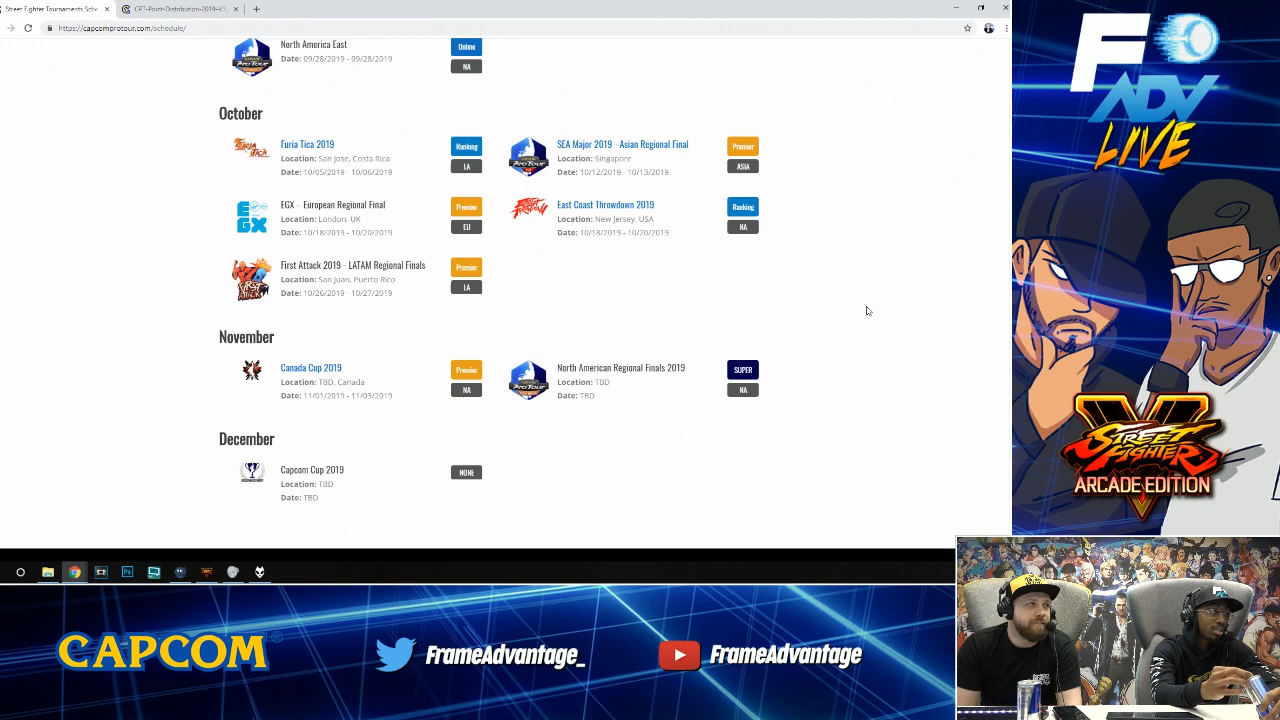 Street Fighter Tournaments Sche
CPT-Point-Distribution-2019-V1.
https://capcomprotour.com/schedule/
North America East
Date: 09/28/2019 - 09/28/2019
Online
NA
October
Furia Tica 2019
Location: San Jose, Costa Rica
Date: 10/05/2019 - 10/06/2019
Ranking
LA
SEA Major 2019 - Asian Regional Final
Location: Singapore
Date: 10/12/2019 - 10/13/2019
Premier
ASIA
EGX – European Regional Final
Location: London, UK
Date: 10/18/2019 - 10/20/2019
Premier
EU
East Coast Throwdown 2019
Location: New Jersey, USA
Date: 10/18/2019 - 10/20/2019
Ranking
NA
First Attack 2019 - LATAM Regional Finals
Location: San Juan, Puerto Rico
Date: 10/26/2019 - 10/27/2019
Premier
LA
November
Canada Cup 2019
Location: TBD, Canada
Date: 11/01/2019 - 11/03/2019
Premier
NA
North American Regional Finals 2019
Location: TBD
Date: TBD
SUPER
NA
December
Capcom Cup 2019
Location: TBD
Date: TBD
NONE
F
ADV
LIVE
V
STREET
FIGHTER
ARCADE EDITION
CAPCOM
FrameAdvantage_
FrameAdvantage